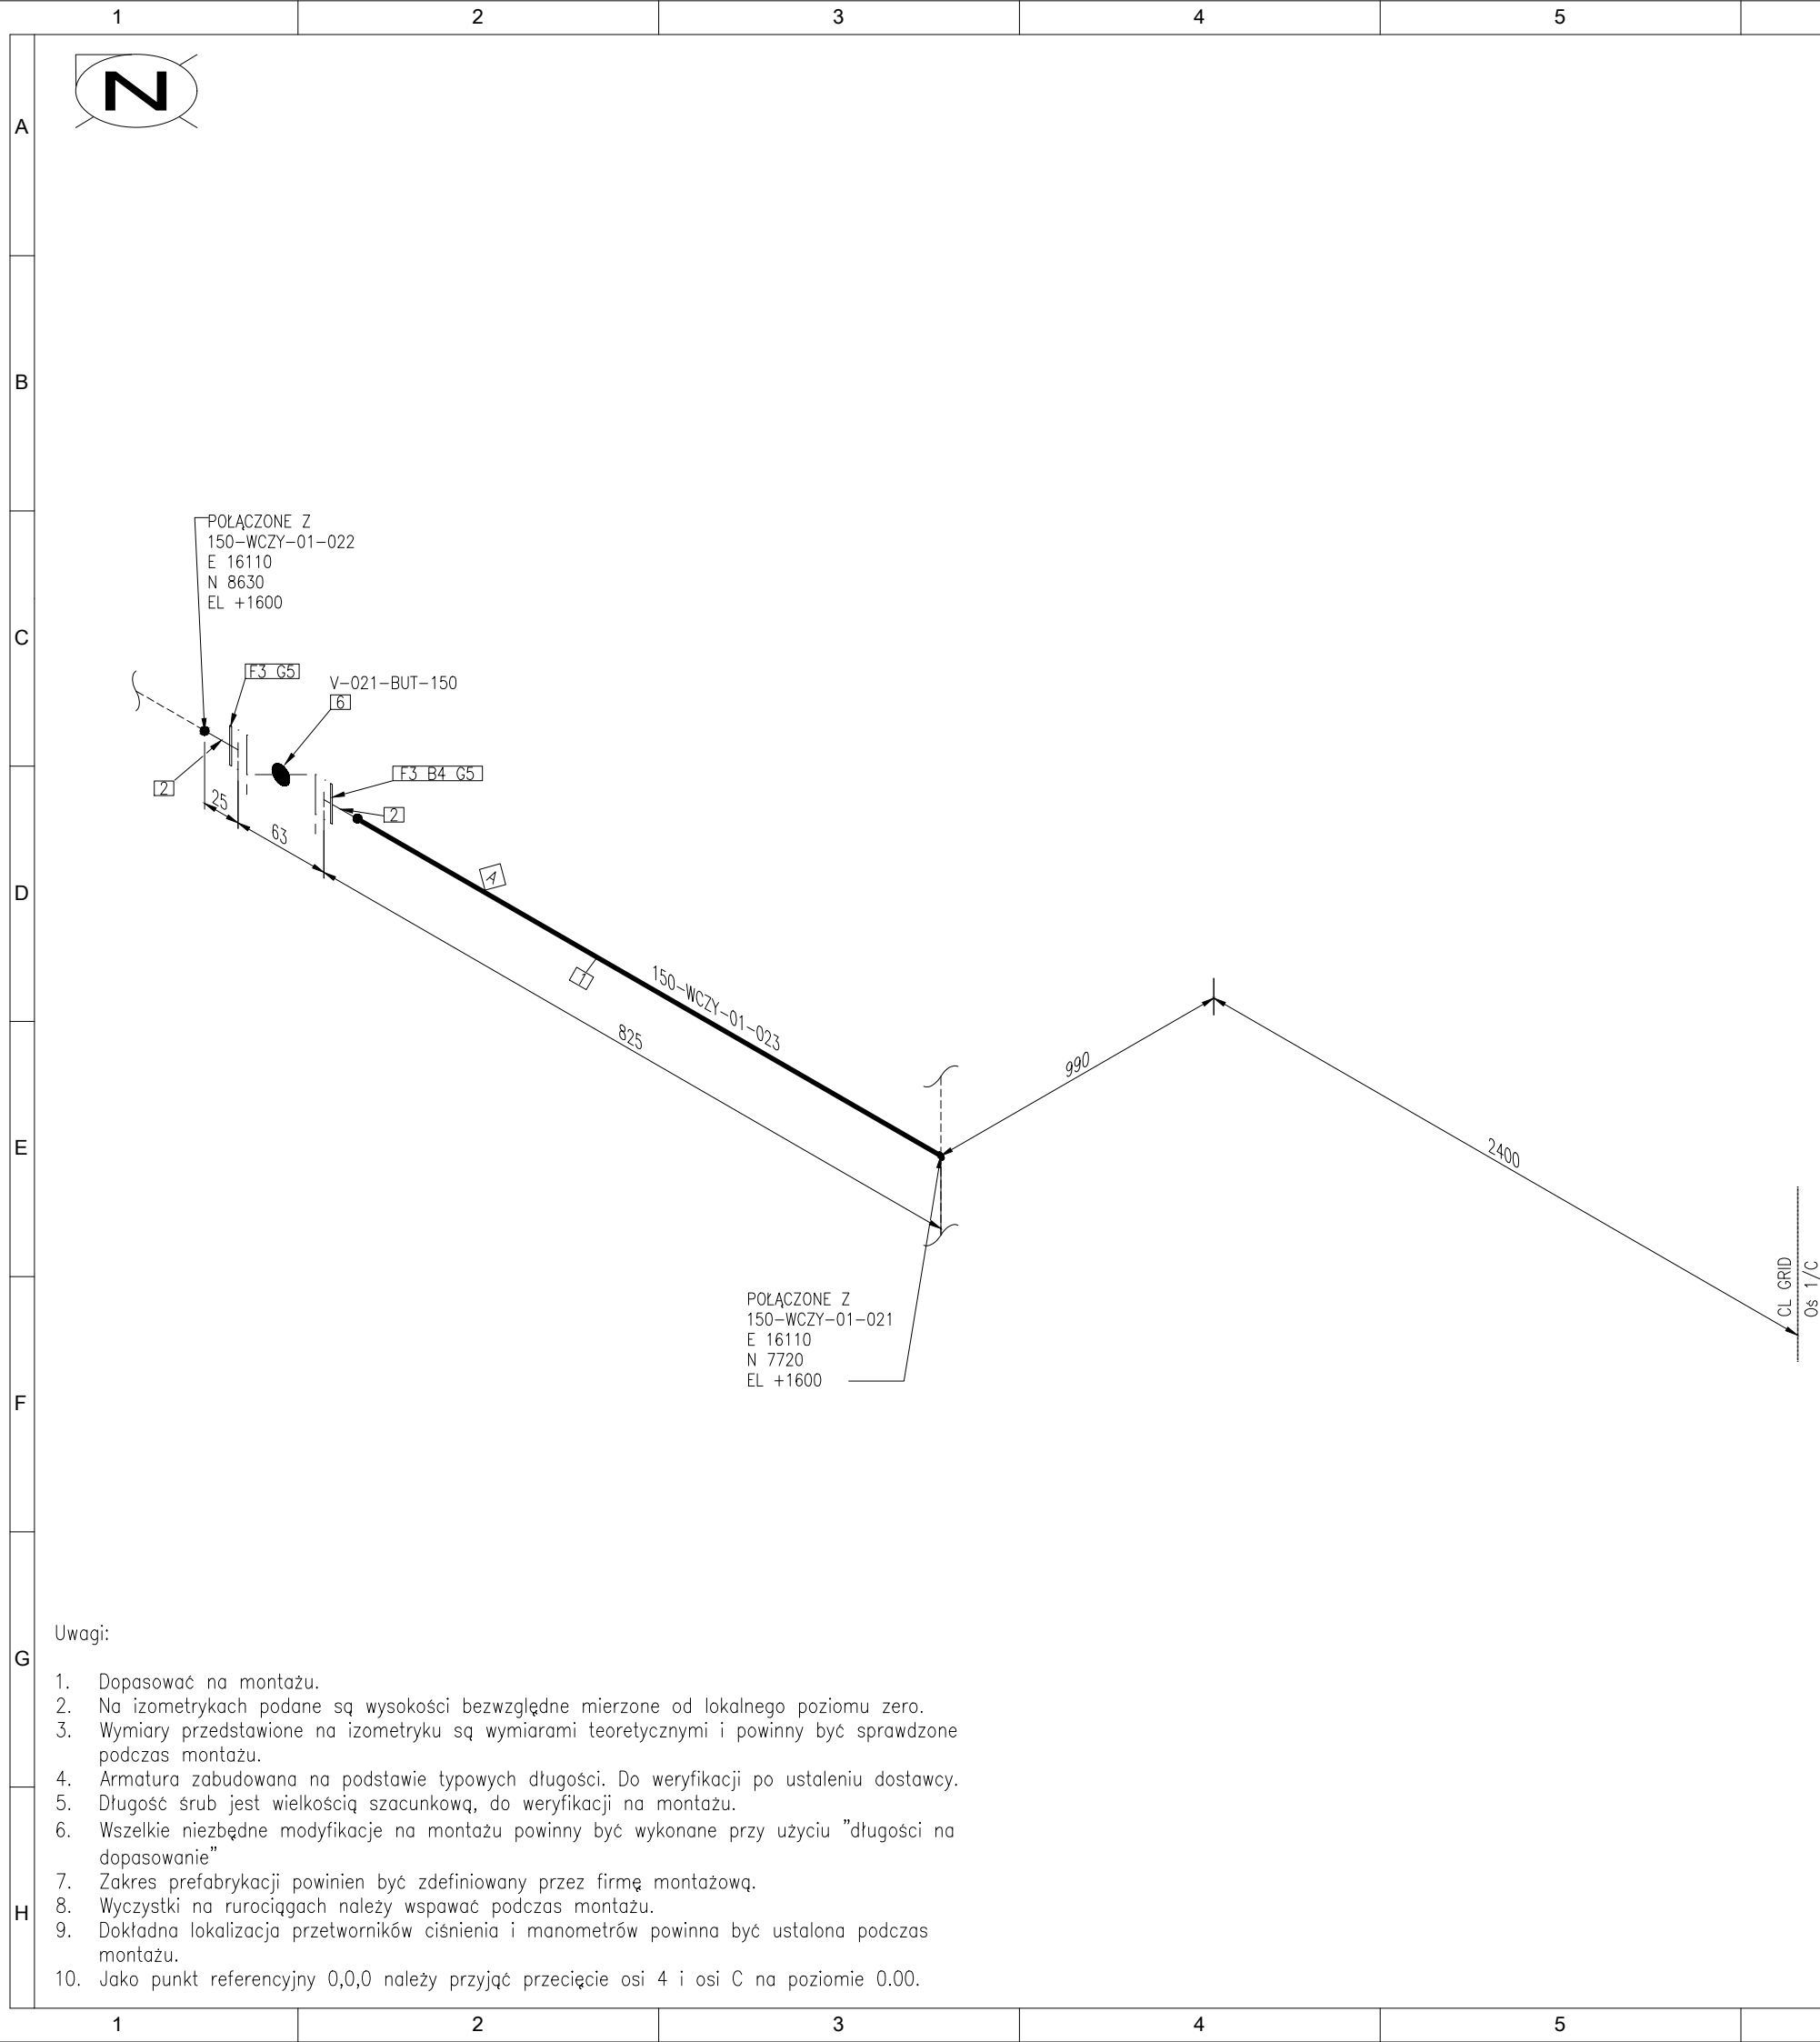 1 2 3 4 5
N
A
B
POŁĄCZONE Z
150-WCZY-01-022
E 16110
N 8630
EL +1600
C
F3 G5
V-021-BUT-150
6
F3 B4 G5
2
2
25
63
A
D
1
150-WCZY-01-023
825
990
2400
E
CL GRID
Oś 1/C
POŁĄCZONE Z
150-WCZY-01-021
E 16110
N 7720
EL +1600
F
Uwagi:
G
1. Dopasować na montażu.
2. Na izometrykach podane są wysokości bezwzględne mierzone od lokalnego poziomu zero.
3. Wymiary przedstawione na izometryku są wymiarami teoretycznymi i powinny być sprawdzone
podczas montażu.
4. Armatura zabudowana na podstawie typowych długości. Do weryfikacji po ustaleniu dostawcy.
5. Długość śrub jest wielkością szacunkową, do weryfikacji na montażu.
6. Wszelkie niezbędne modyfikacje na montażu powinny być wykonane przy użyciu "długości na
dopasowanie"
7. Zakres prefabrykacji powinien być zdefiniowany przez firmę montażową.
8. Wyczystki na rurociągach należy wspawać podczas montażu.
H
9. Dokładna lokalizacja przetworników ciśnienia i manometrów powinna być ustalona podczas
montażu.
10. Jako punkt referencyjny 0,0,0 należy przyjąć przecięcie osi 4 i osi C na poziomie 0.00.
1 2 3 4 5